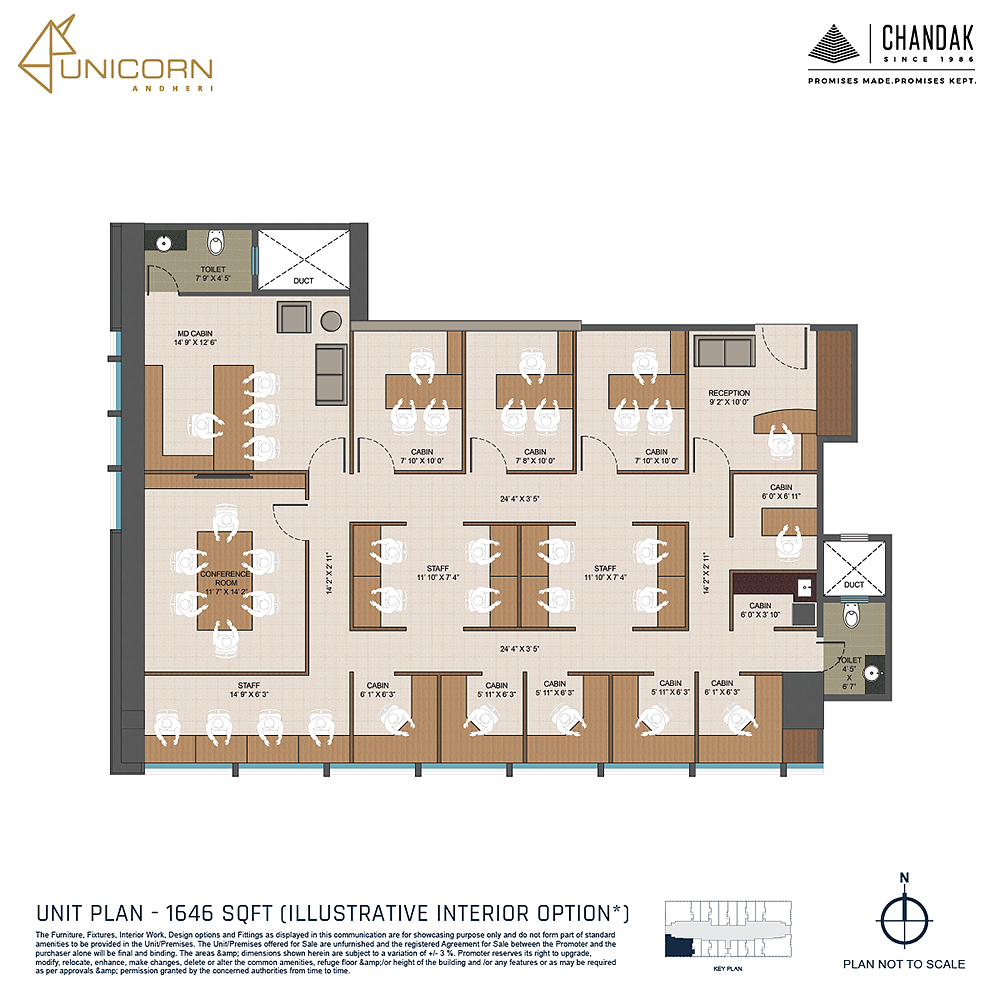 UNICORN
ANDHERI
CHANDAK
SINCE 1986
PROMISES MADE.PROMISES KEPT.
TOILET
7' 9" X 4' 5"
DUCT
MD CABIN
14' 9" X 12' 6"
RECEPTION
9' 2" X 10' 0"
CABIN
7' 10" X 10' 0"
CABIN
7' 8" X 10' 0"
CABIN
7' 10" X 10' 0"
CABIN
6' 0" X 6' 11"
24' 4" X 3' 5"
14' 2" X 2' 11"
STAFF
11' 10" X 7' 4"
STAFF
11' 10" X 7' 4"
14' 2" X 2' 11"
CONFERENCE
ROOM
11' 7" X 14' 2"
DUCT
CABIN
6' 0" X 3' 10"
24' 4" X 3' 5"
TOILET
4' 5"
X
6' 7"
STAFF
14' 9" X 6' 3"
CABIN
6' 1" X 6' 3"
CABIN
5' 11" X 6' 3"
CABIN
5' 11" X 6' 3"
CABIN
5' 11" X 6' 3"
CABIN
6' 1" X 6' 3"
UNIT PLAN - 1646 SQFT (ILLUSTRATIVE INTERIOR OPTION*)
The Furniture, Fixtures, Interior Work, Design options and Fittings as displayed in this communication are for showcasing purpose only and do not form part of standard
amenities to be provided in the Unit/Premises. The Unit/Premises offered for Sale are unfurnished and the registered Agreement for Sale between the Promoter and the
purchaser alone will be final and binding. The areas &amp; dimensions shown herein are subject to a variation of +/- 3 %. Promoter reserves its right to upgrade,
modify, relocate, enhance, make changes, delete or alter the common amenities, refuge floor &amp;/or height of the building and /or any features or as may be required
as per approvals &amp; permission granted by the concerned authorities from time to time.
KEY PLAN
N
PLAN NOT TO SCALE